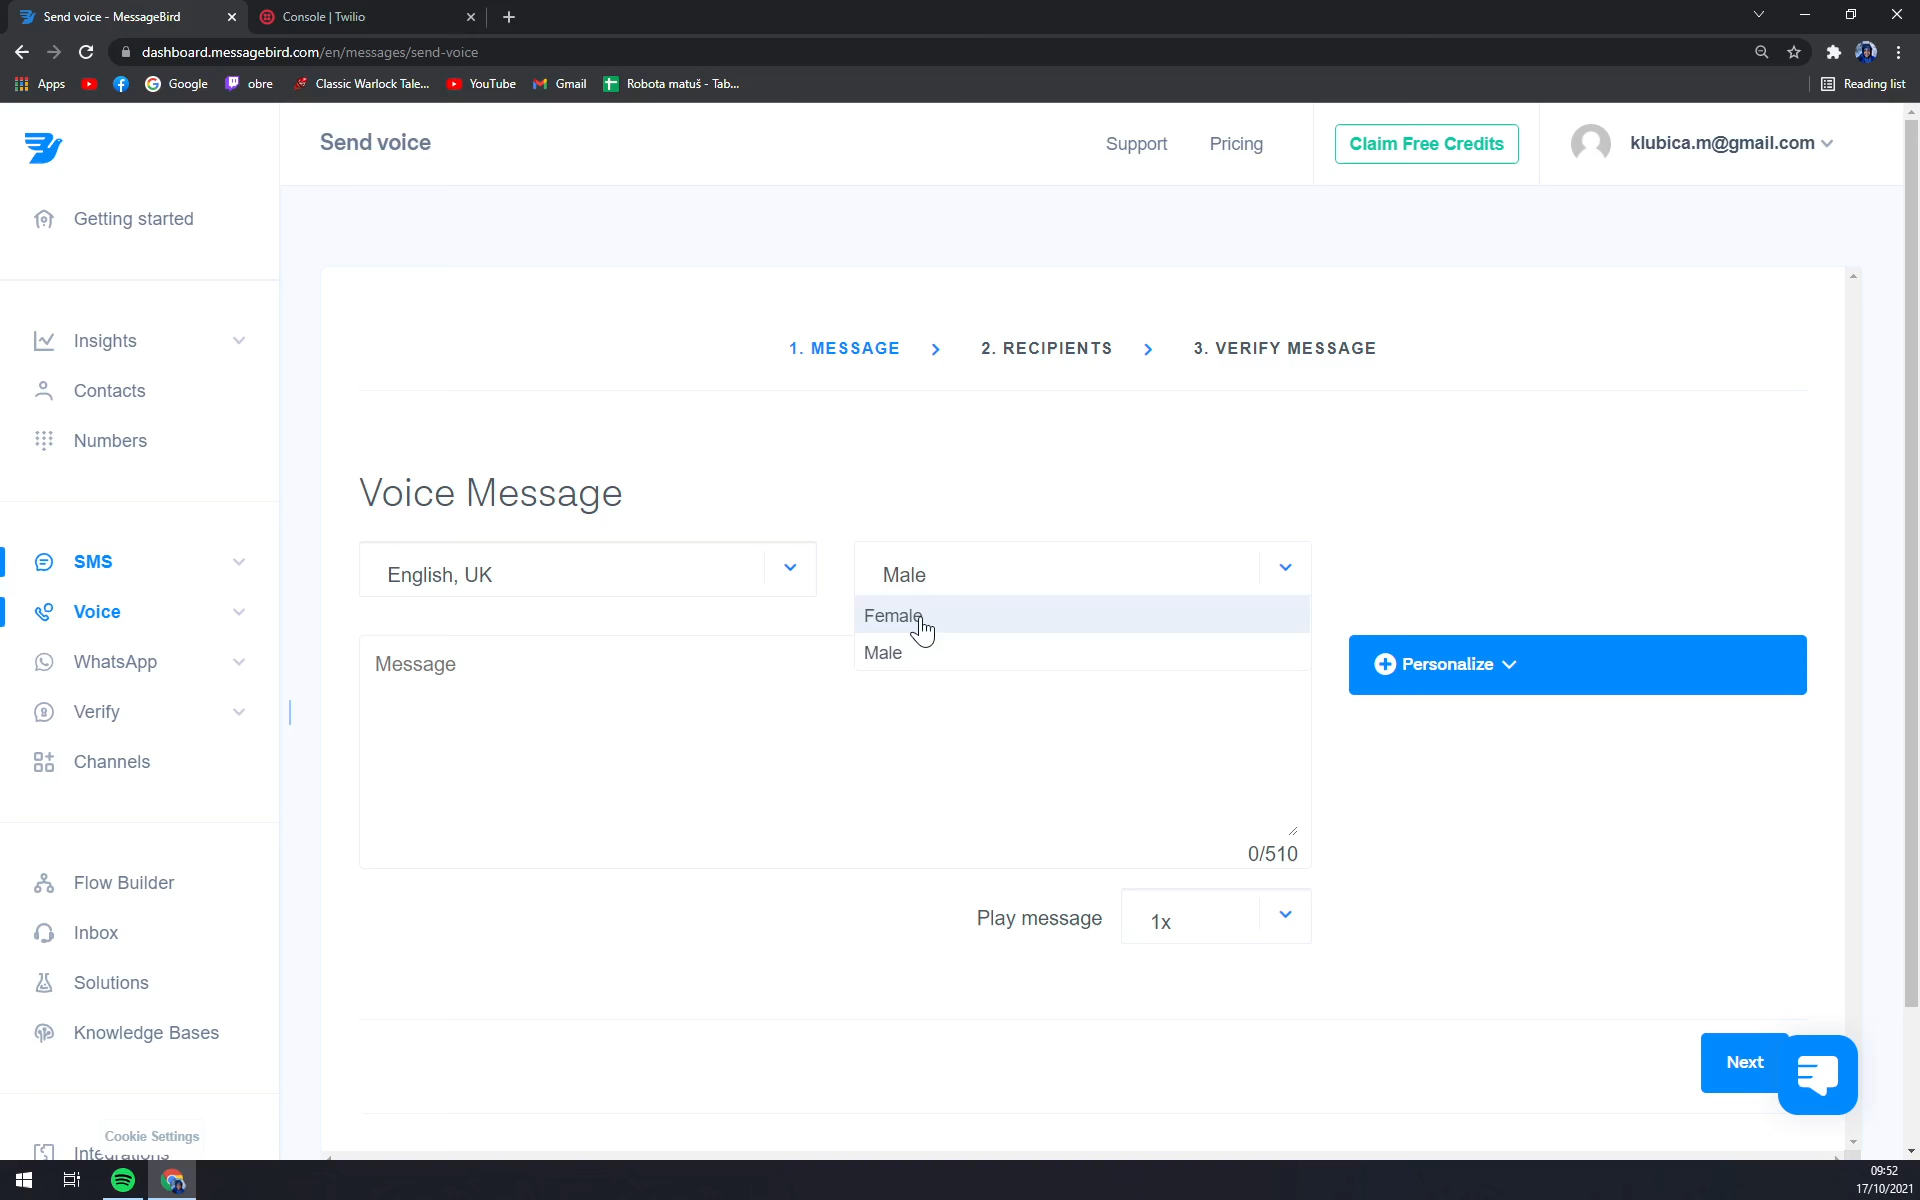 Send voice - MessageBird
Console | Twilio
dashboard.messagebird.com/en/messages/send-voice
Apps
Google
obre
Classic Warlock Tale...
YouTube
Gmail
Robota matuš - Tab...
Reading list
Send voice
Support
Pricing
Claim Free Credits
klubica.m@gmail.com
Getting started
Insights
Contacts
Numbers
SMS
Voice
WhatsApp
Verify
Channels
Flow Builder
Inbox
Solutions
Knowledge Bases
Integrations
Cookie Settings
1. MESSAGE
2. RECIPIENTS
3. VERIFY MESSAGE
Voice Message
English, UK
Male
Female
Male
Message
0/510
Personalize
Play message
1x
Next
09:52
17/10/2021